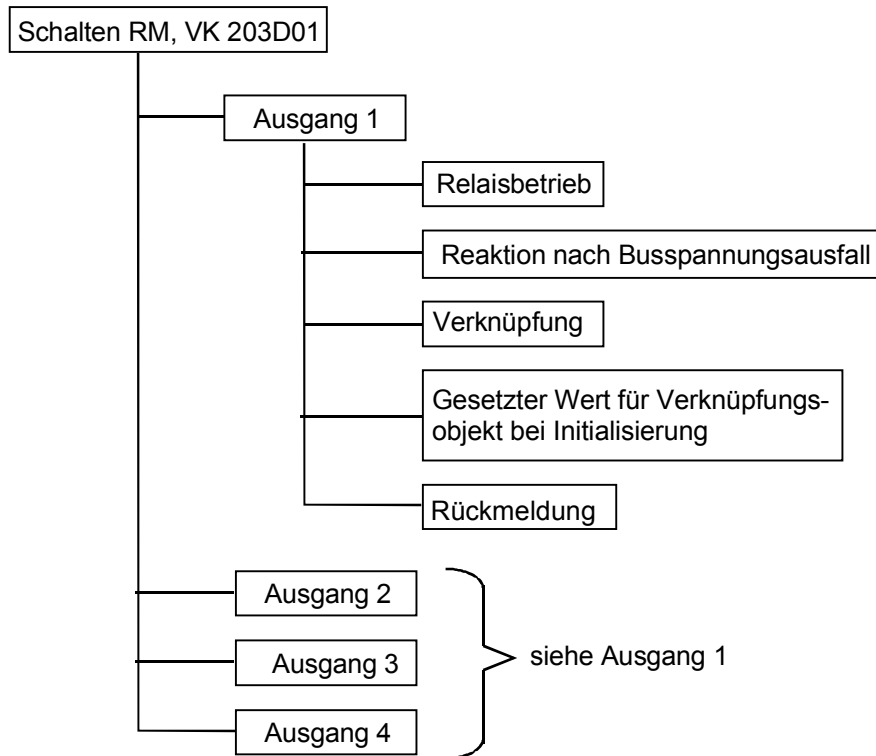 Schalten RM, VK 203D01
Ausgang 1
Relaisbetrieb
Reaktion nach Busspannungsausfall
Verknüpfung
Gesetzter Wert für Verknüpfungs-
objekt bei Initialisierung
Rückmeldung
Ausgang 2
Ausgang 3
siehe Ausgang 1
Ausgang 4